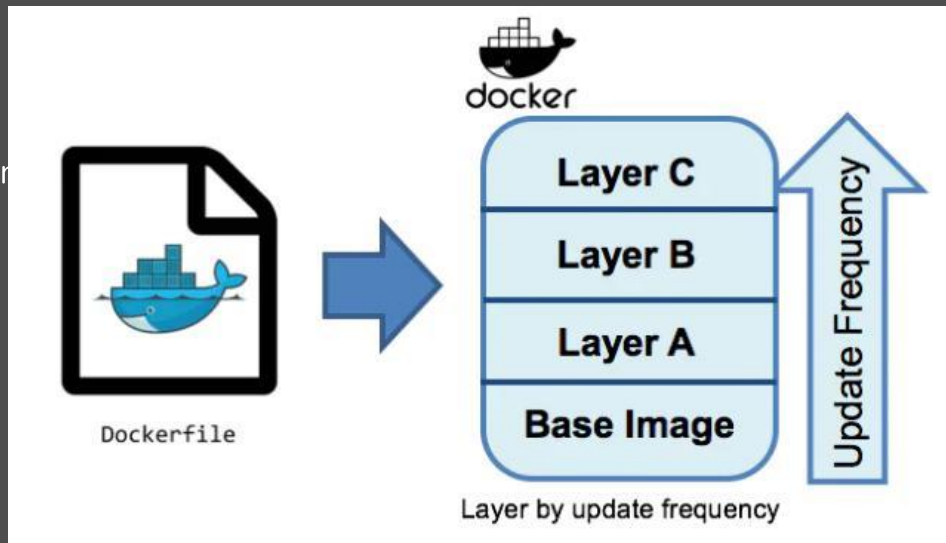 docker
Layer C
Layer B
Layer A
Base Image
Update Frequency
Dockerfile
Layer by update frequency